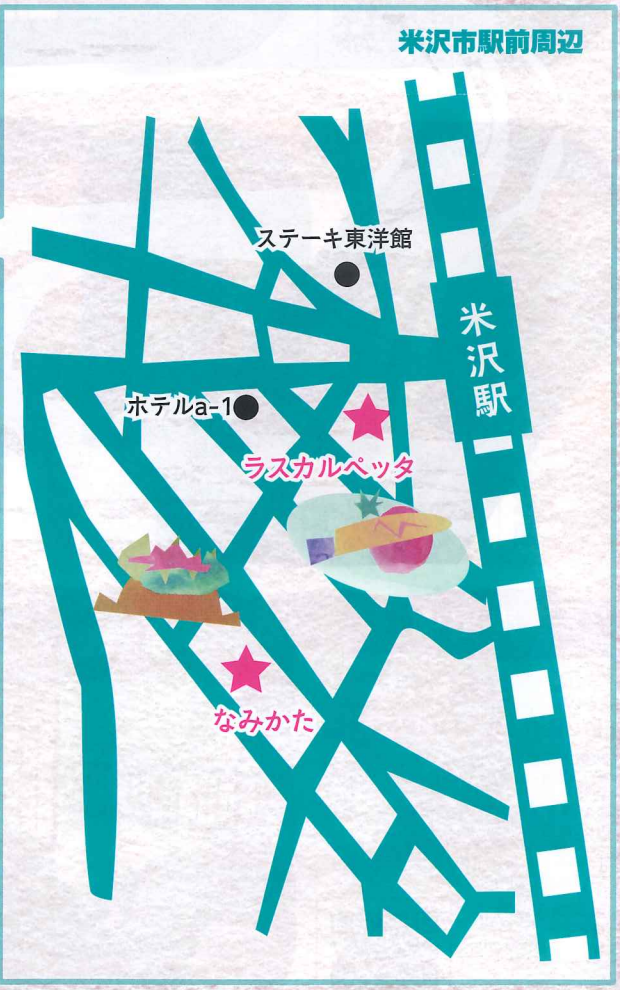 米沢市駅前周辺
ステーキ東洋館
米沢駅
ホテルa-1
ラスカルペッタ
なみかた